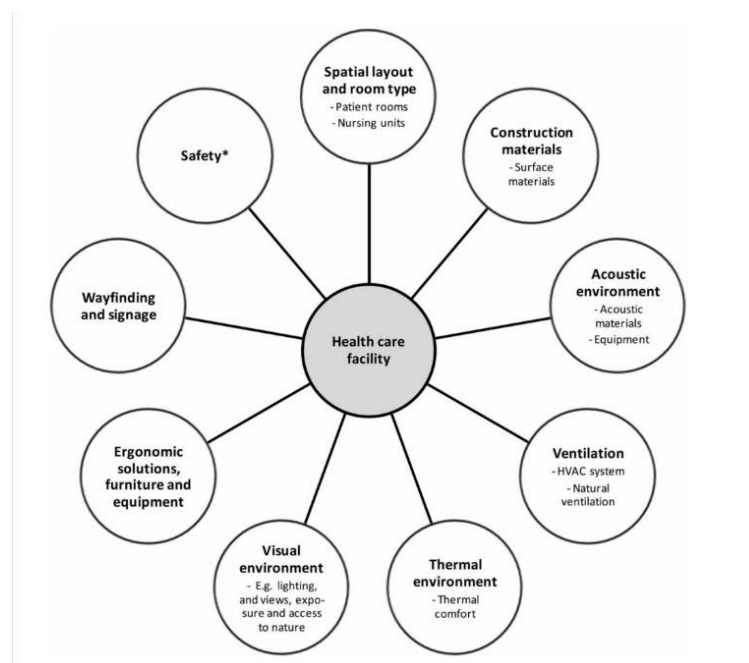 Spatial layout
and room type
- Patient rooms
- Nursing units
Construction
materials
- Surface
materials
Acoustic
environment
- Acoustic
materials
- Equipment
Ventilation
- HVAC system
- Natural
ventilation
Thermal
environment
- Thermal
comfort
Visual
environment
- E.g. lighting,
and views, expo-
sure and access
to nature
Ergonomic
solutions,
furniture and
equipment
Wayfinding
and signage
Safety*
Health care
facility